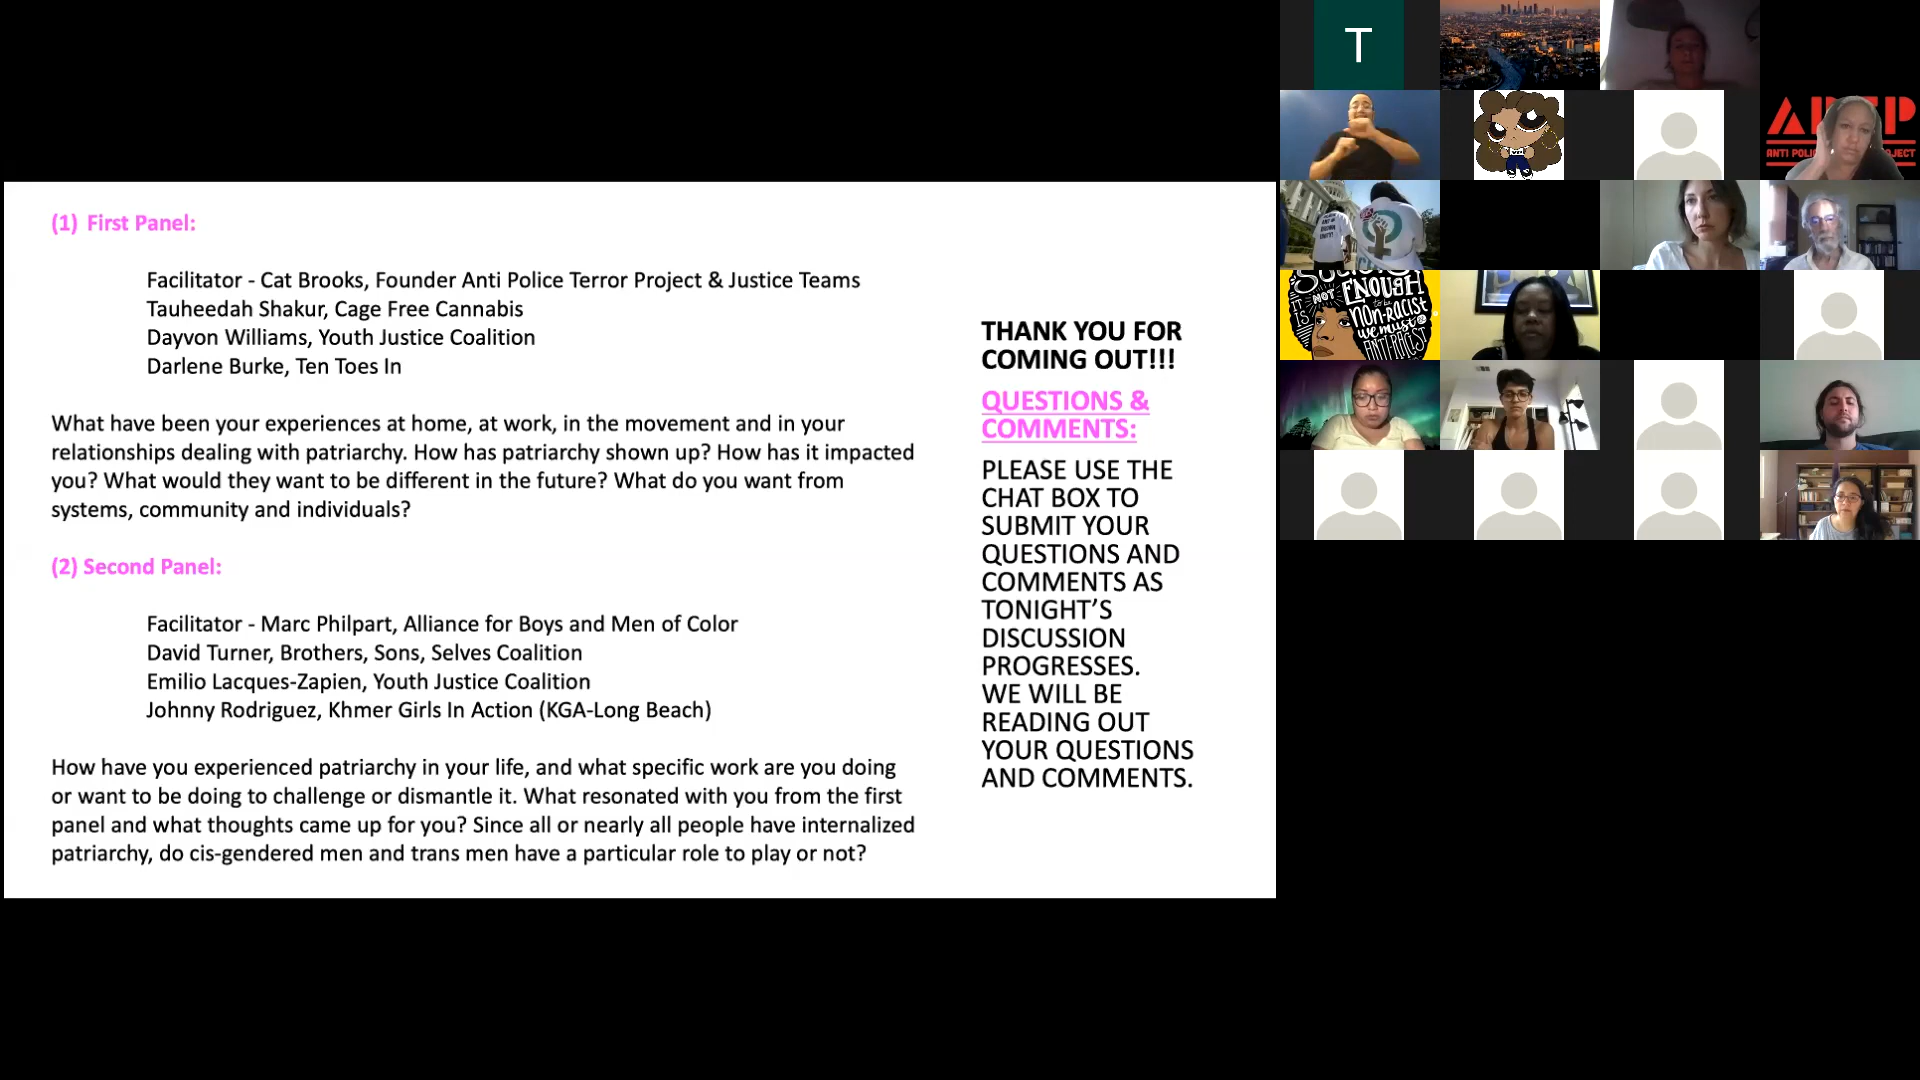 (1) First Panel:
Facilitator - Cat Brooks, Founder Anti Police Terror Project & Justice Teams
Tauheedah Shakur, Cage Free Cannabis
Dayvon Williams, Youth Justice Coalition
Darlene Burke, Ten Toes In
What have been your experiences at home, at work, in the movement and in your
relationships dealing with patriarchy. How has patriarchy shown up? How has it impacted
you? What would they want to be different in the future? What do you want from
systems, community and individuals?
(2) Second Panel:
Facilitator - Marc Philpart, Alliance for Boys and Men of Color
David Turner, Brothers, Sons, Selves Coalition
Emilio Lacques-Zapien, Youth Justice Coalition
Johnny Rodriguez, Khmer Girls In Action (KGA-Long Beach)
How have you experienced patriarchy in your life, and what specific work are you doing
or want to be doing to challenge or dismantle it. What resonated with you from the first
panel and what thoughts came up for you? Since all or nearly all people have internalized
patriarchy, do cis-gendered men and trans men have a particular role to play or not?
THANK YOU FOR
COMING OUT!!!
QUESTIONS &
COMMENTS:
PLEASE USE THE
CHAT BOX TO
SUBMIT YOUR
QUESTIONS AND
COMMENTS AS
TONIGHT'S
DISCUSSION
PROGRESSES.
WE WILL BE
READING OUT
YOUR QUESTIONS
AND COMMENTS.
T
ANTI
IT IS NOT ENOUGH
to be
non-racist
we must
ANTI-RACIST